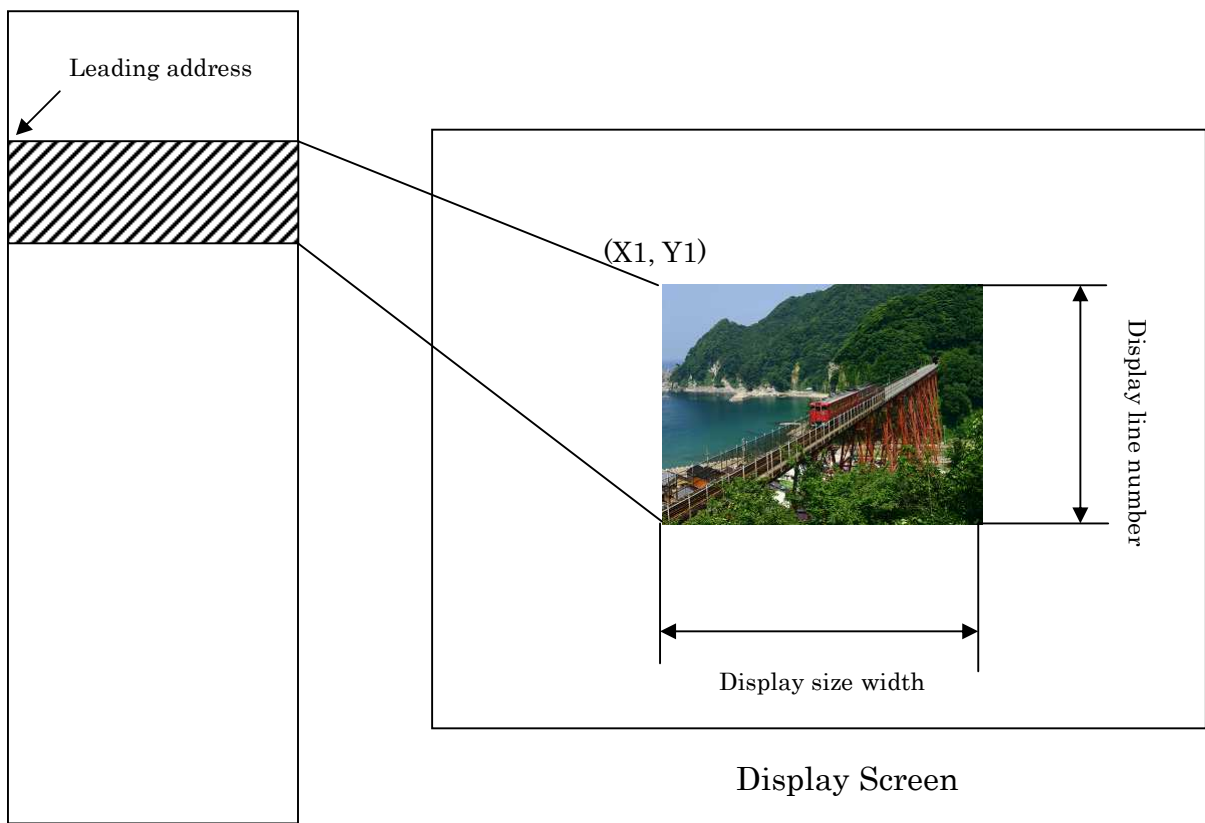 Leading address
(X1, Y1)
Display line number
Display size width
Display Screen